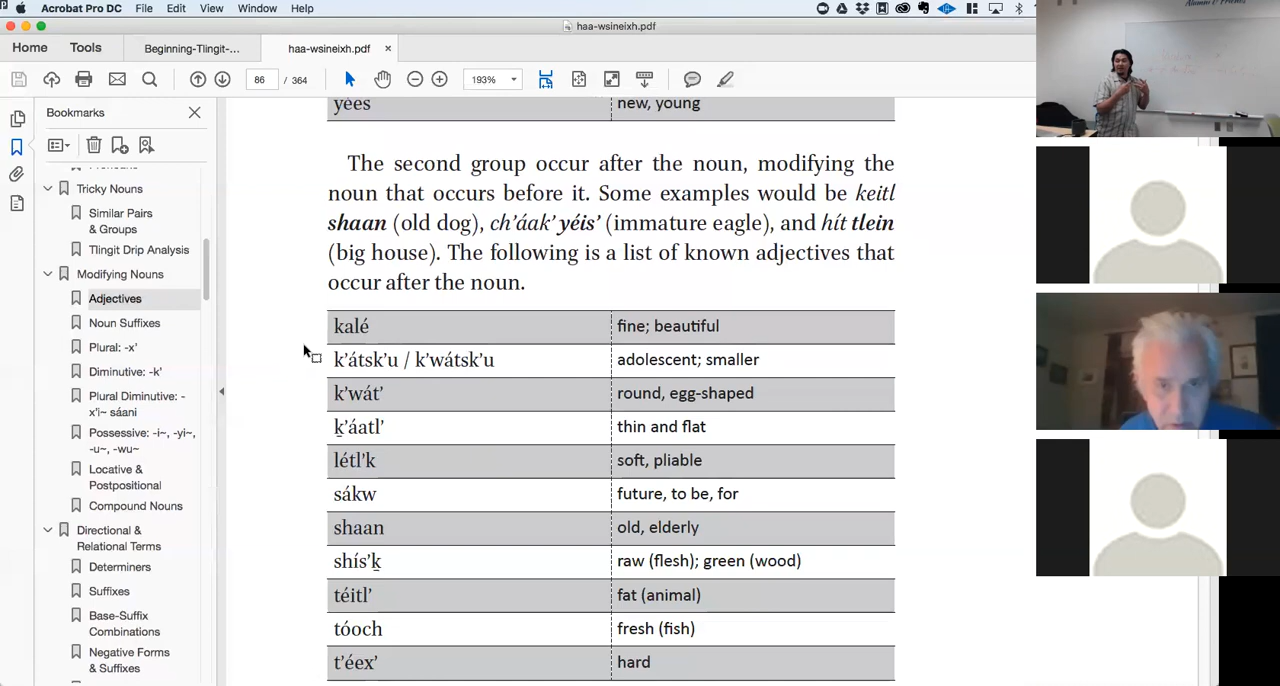 Acrobat Pro DC File Edit View Window Help
haa-wsineixh.pdf
Home Tools Beginning-Tlingit-... haa-wsineixh.pdf ×
86 / 364 193%
Bookmarks
Tricky Nouns
Similar Pairs
& Groups
Tlingit Drip Analysis
Modifying Nouns
Adjectives
Noun Suffixes
Plural: -x'
Diminutive: -k'
Plural Diminutive: -
x'i~ sáani
Possessive: -i~, -yi~,
-u~, -wu~
Locative &
Postpositional
Compound Nouns
Directional &
Relational Terms
Determiners
Suffixes
Base-Suffix
Combinations
Negative Forms
& Suffixes
yées new, young
The second group occur after the noun, modifying the
noun that occurs before it. Some examples would be keitl
shaan (old dog), ch’áak’ yéis’ (immature eagle), and hít tlein
(big house). The following is a list of known adjectives that
occur after the noun.
kalé fine; beautiful
k’átsk’u / k’wátsk’u adolescent; smaller
k’wát’ round, egg-shaped
ḵ’áatl’ thin and flat
létl’k soft, pliable
sákw future, to be, for
shaan old, elderly
shís’ḵ raw (flesh); green (wood)
téitl’ fat (animal)
tóoch fresh (fish)
t’éex’ hard
Alumni & Friends